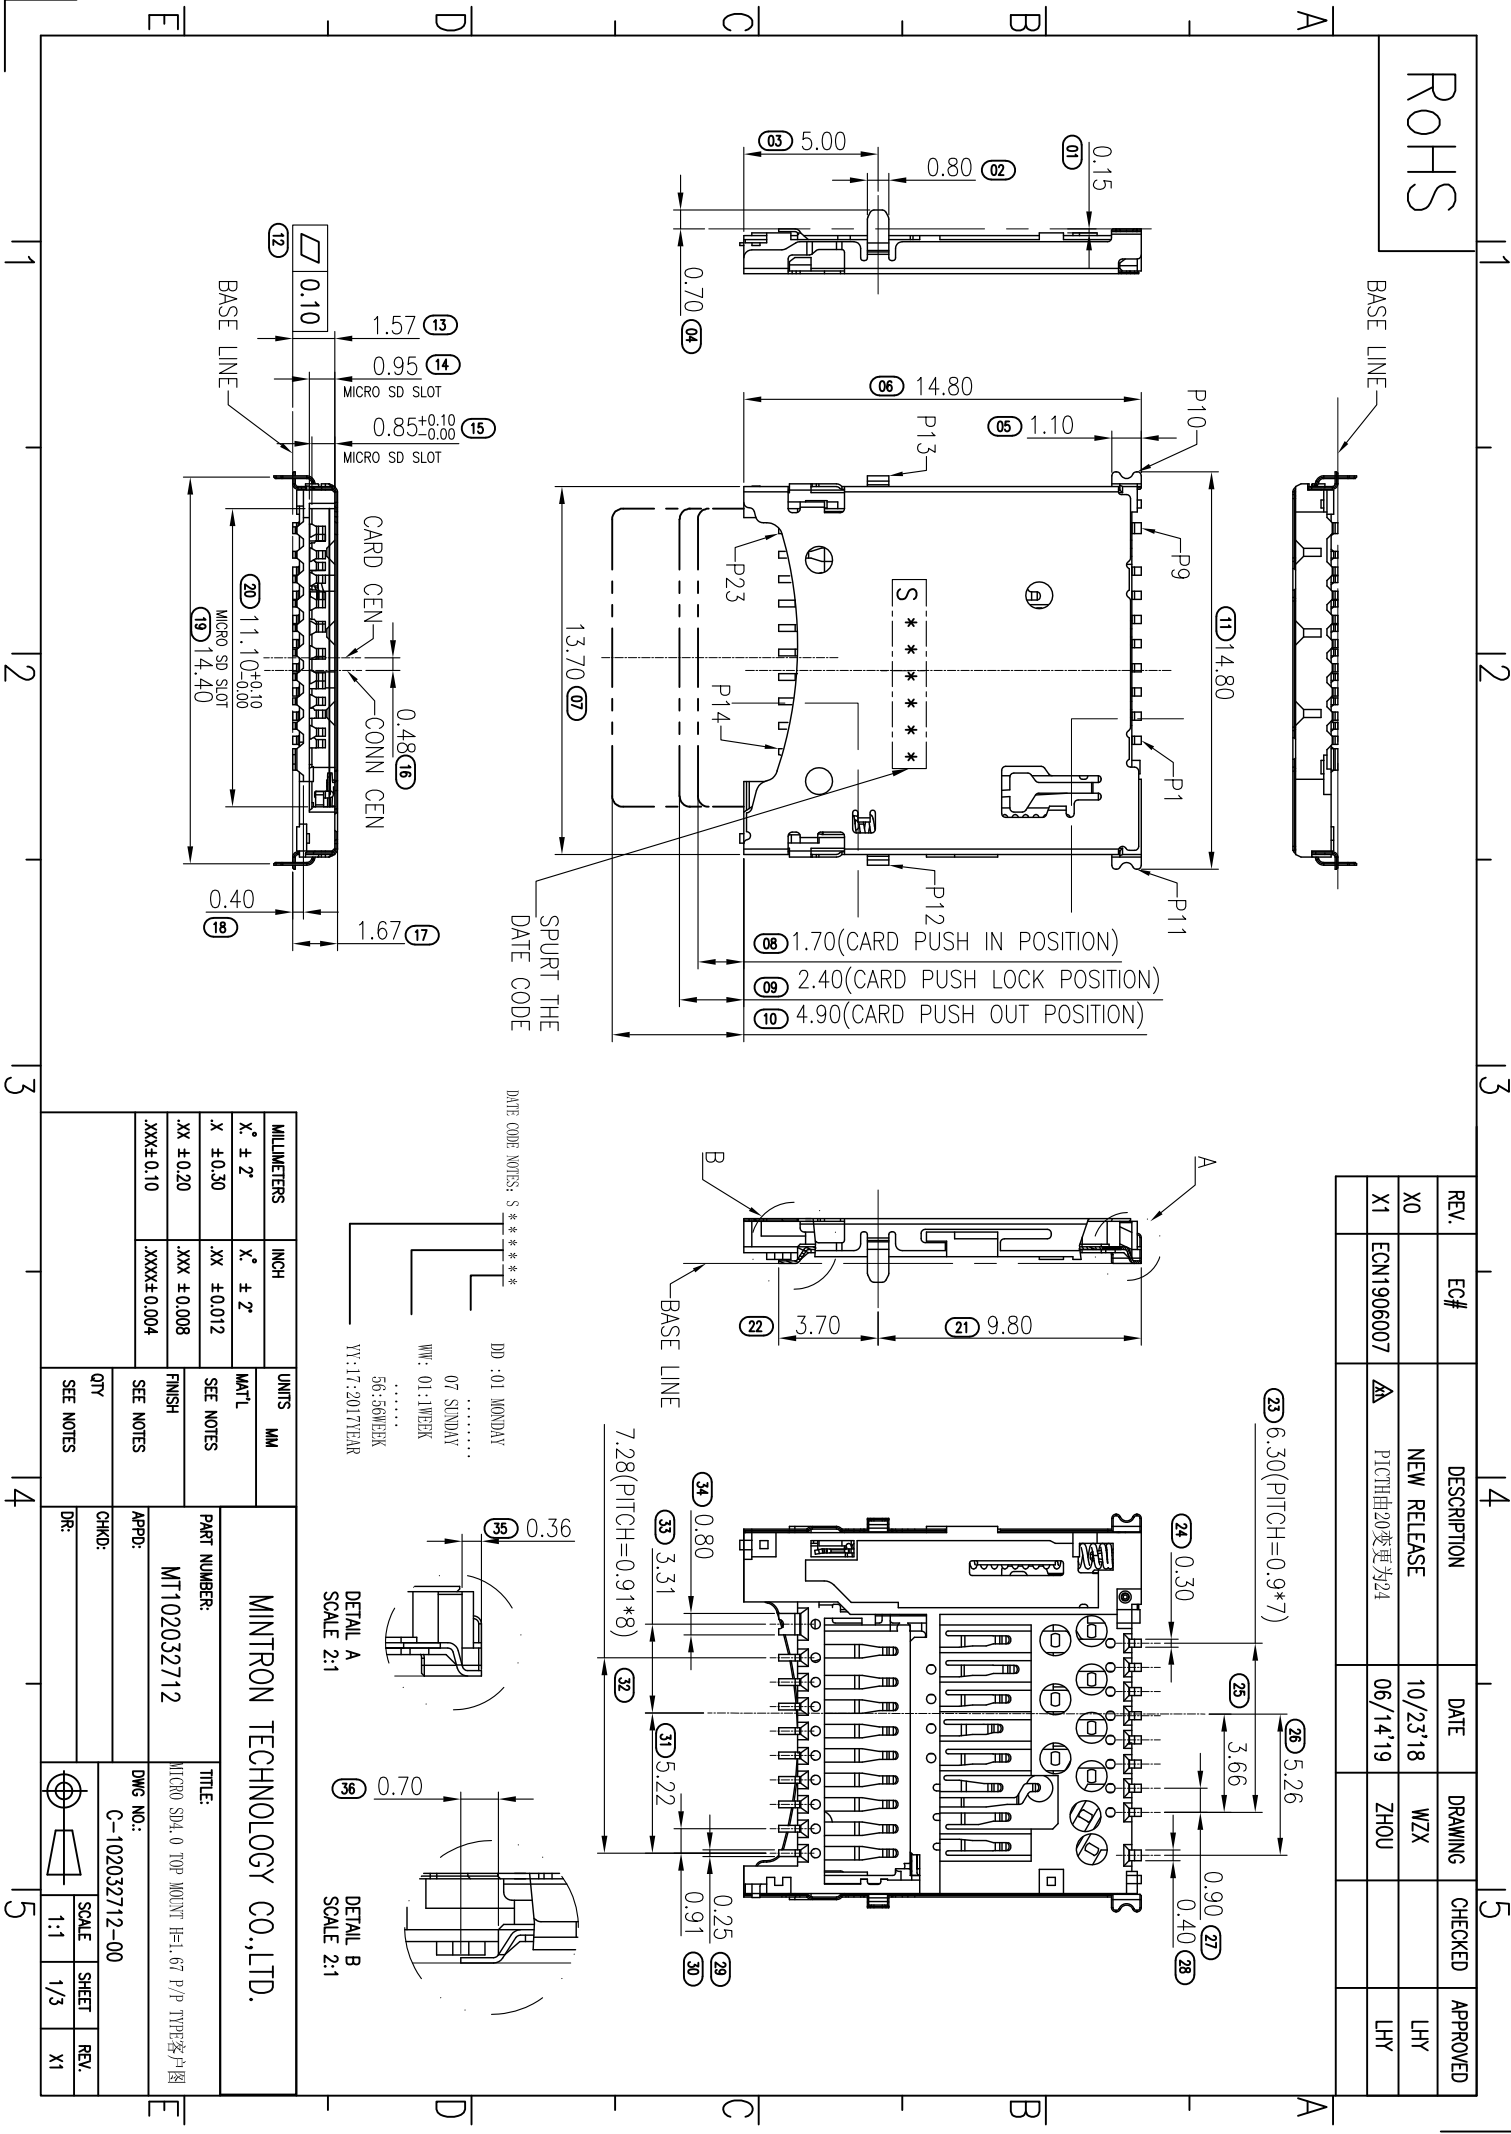 RoHS
REV.	EC#	DESCRIPTION	DATE	DRAWING	CHECKED	APPROVED
X0	NEW RELEASE	10/23'18	WZX	LHY
X1	ECN1906007	X1	PICTH由20变更为24	06/14'19	ZHOU	LHY
1 2 3 4 5
A B C D E
A B C D E
1 2 3 4 5
01 0.15
0.80 02
03 5.00
0.70 04
BASE LINE
P10
P9
11 14.80
P1
P11
05 1.10
06 14.80
P13
P12
S * * * * * *
P23
P14
13.70 07
SPURT THE
DATE CODE
08 1.70(CARD PUSH IN POSITION)
09 2.40(CARD PUSH LOCK POSITION)
10 4.90(CARD PUSH OUT POSITION)
12 0.10
BASE LINE
1.57 13
0.95 14
MICRO SD SLOT
0.85+0.10-0.00 15
MICRO SD SLOT
CARD CEN
CONN CEN
0.48 16
20 11.10+0.10-0.00
MICRO SD SLOT
19 14.40
0.40 18
1.67 17
A
B
BASE LINE
22 3.70
21 9.80
23 6.30(PITCH=0.9*7)
24 0.30
25 3.66
26 5.26
0.90 27
0.40 28
0.25 29
0.91 30
31 5.22
7.28(PITCH=0.91*8) 32
33 3.31
34 0.80
DATE CODE NOTES: S * * * * * *
DD :01 MONDAY
........
07 SUNDAY
WW: 01:1WEEK
......
56:56WEEK
YY:17:2017YEAR
35 0.36
DETAIL A
SCALE 2:1
36 0.70
DETAIL B
SCALE 2:1
MILLIMETERS	INCH
X.° ± 2°	X.° ± 2°
.X ±0.30	.XX ±0.012
.XX ±0.20	.XXX ±0.008
.XXX±0.10	.XXXX±0.004
UNITS MM
MAT'L
SEE NOTES
FINISH
SEE NOTES
QTY
SEE NOTES
MINTRON TECHNOLOGY CO.,LTD.
PART NUMBER:
MT102032712
TITLE:
MICRO SD4.0 TOP MOUNT H=1.67 P/P TYPE客户图
APPD:
CHKD:
DR:
DWG NO.:
C-102032712-00
SCALE	SHEET	REV.
1:1	1/3	X1